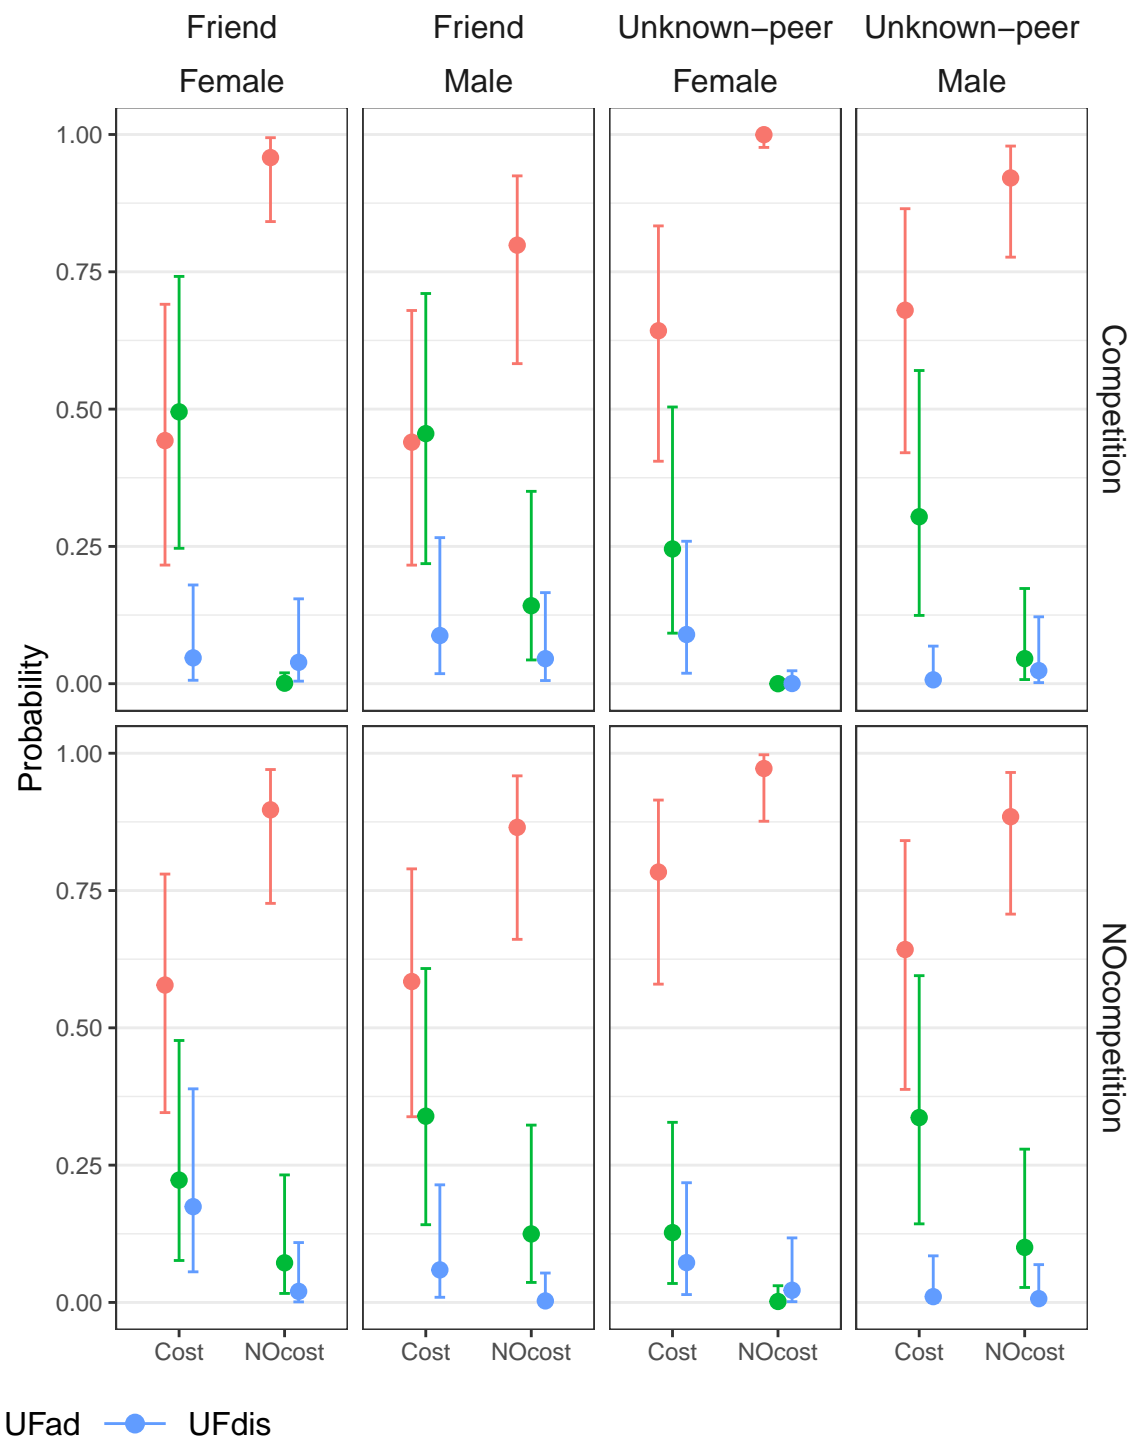 Friend Friend Unknown−peer Unknown−peer
Female Male Female Male
1.00
0.75
0.50
0.25
0.00
Competition
Probability
1.00
0.75
0.50
0.25
0.00
NOcompetition
Cost NOcost Cost NOcost Cost NOcost Cost NOcost
UFad UFdis